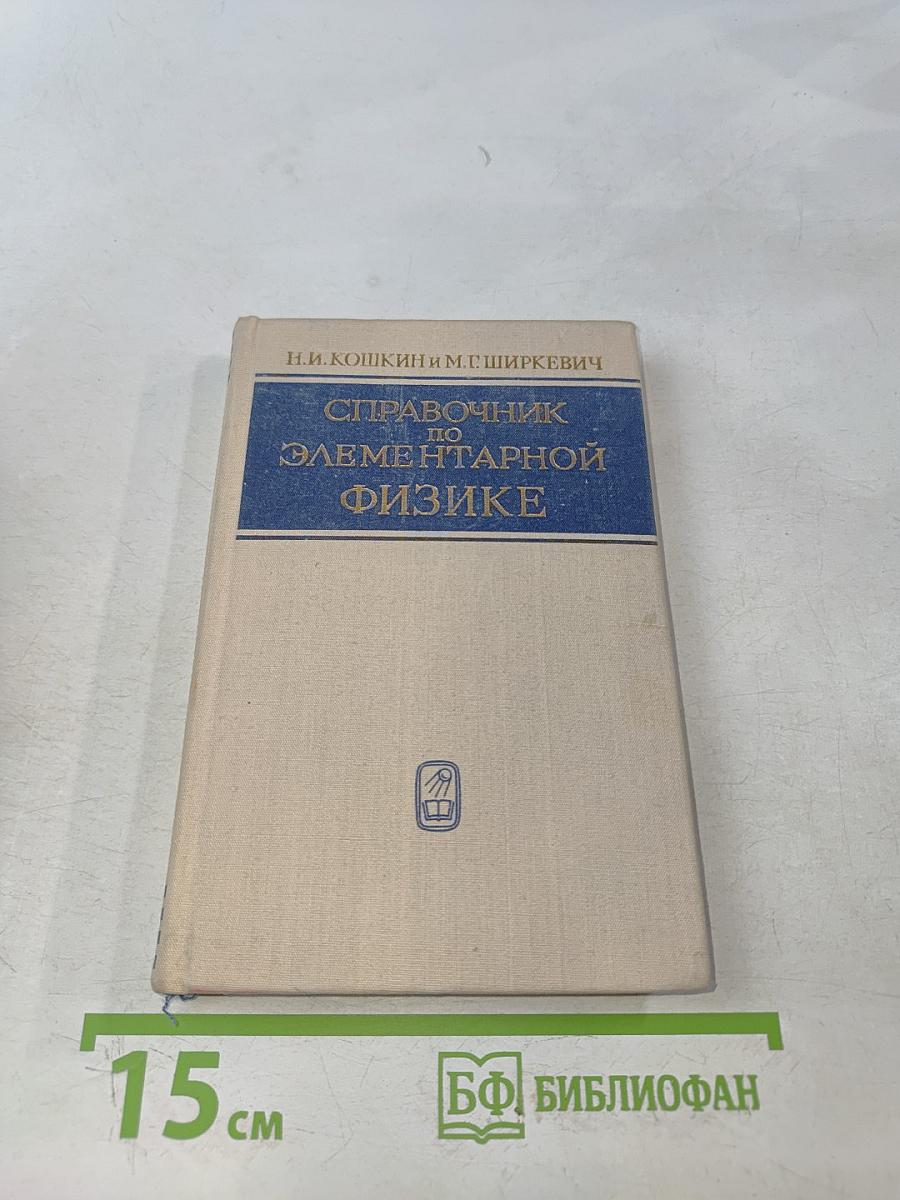 Н.И.КОШКИН и М.Г.ШИРКЕВИЧ
СПРАВОЧНИК
ПО
ЭЛЕМЕНТАРНОЙ
ФИЗИКЕ
15 см
БФ БИБЛИОФАН